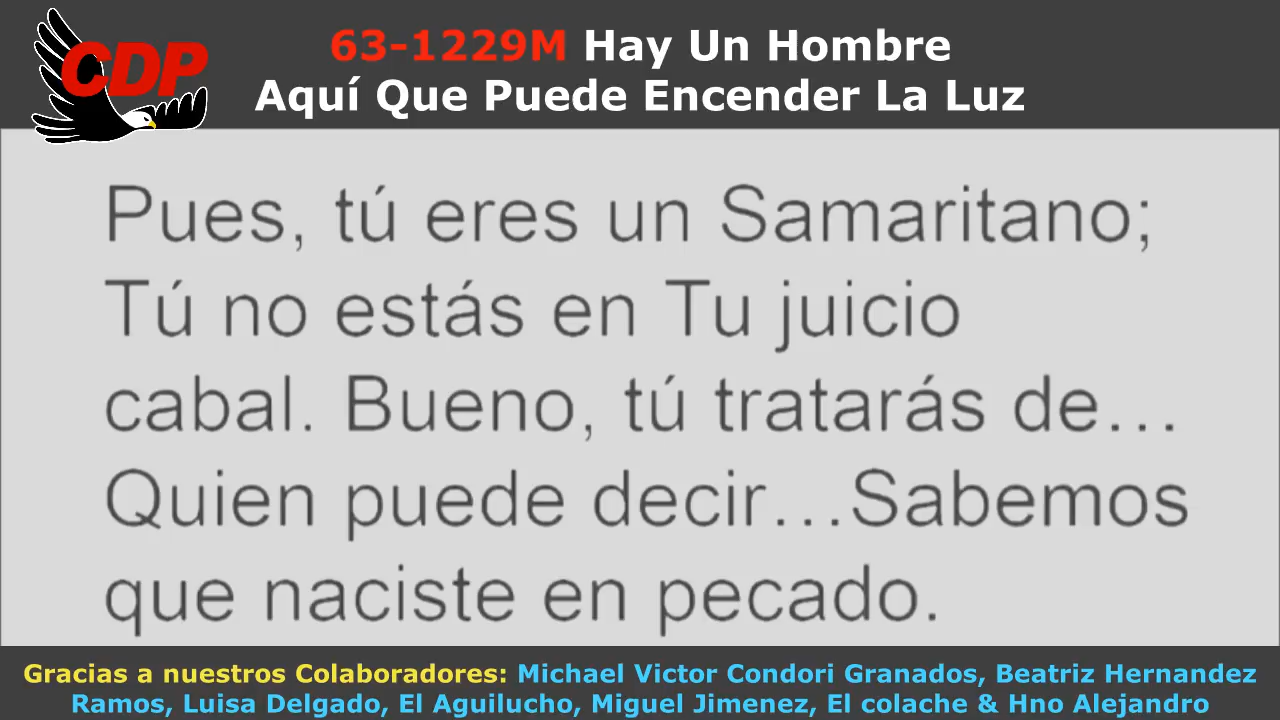 CDP
63-1229M Hay Un Hombre
Aquí Que Puede Encender La Luz
Pues, tú eres un Samaritano;
Tú no estás en Tu juicio
cabal. Bueno, tú tratarás de...
Quien puede decir...Sabemos
que naciste en pecado.
Gracias a nuestros Colaboradores: Michael Victor Condori Granados, Beatriz Hernandez
Ramos, Luisa Delgado, El Aguilucho, Miguel Jimenez, El colache & Hno Alejandro